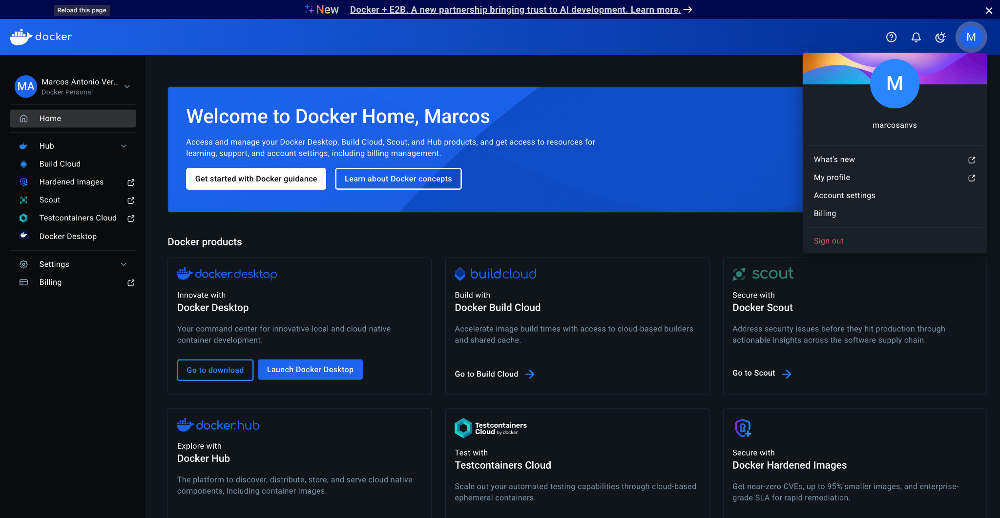 Reload this page
New Docker + E2B. A new partnership bringing trust to AI development. Learn more.
docker
M
MA
Marcos Antonio Ver...
Docker Personal
Home
Hub
Build Cloud
Hardened Images
Scout
Testcontainers Cloud
Docker Desktop
Settings
Billing
Welcome to Docker Home, Marcos
Access and manage your Docker Desktop, Build Cloud, Scout, and Hub products, and get access to resources for
learning, support, and account settings, including billing management.
Get started with Docker guidance
Learn about Docker concepts
M
marcosanvs
What's new
My profile
Account settings
Billing
Sign out
Docker products
docker.desktop
Innovate with
Docker Desktop
Your command center for innovative local and cloud native
container development.
Go to download
Launch Docker Desktop
buildcloud
Build with
Docker Build Cloud
Accelerate image build times with access to cloud-based builders
and shared cache.
Go to Build Cloud
scout
Secure with
Docker Scout
Address security issues before they hit production through
actionable insights across the software supply chain.
Go to Scout
docker.hub
Explore with
Docker Hub
The platform to discover, distribute, store, and serve cloud native
components, including container images.
Testcontainers
Cloud by docker.
Test with
Testcontainers Cloud
Scale out your automated testing capabilities through cloud-based
ephemeral containers.
Secure with
Docker Hardened Images
Get near-zero CVEs, up to 95% smaller images, and enterprise-
grade SLA for rapid remediation.